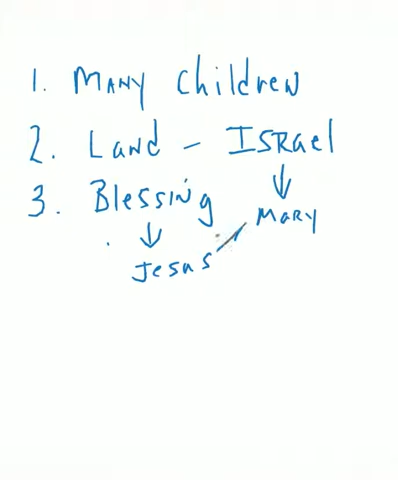 1. Many Children
2. Land - Israel
3. Blessing
↓ Mary
↓ Jesus